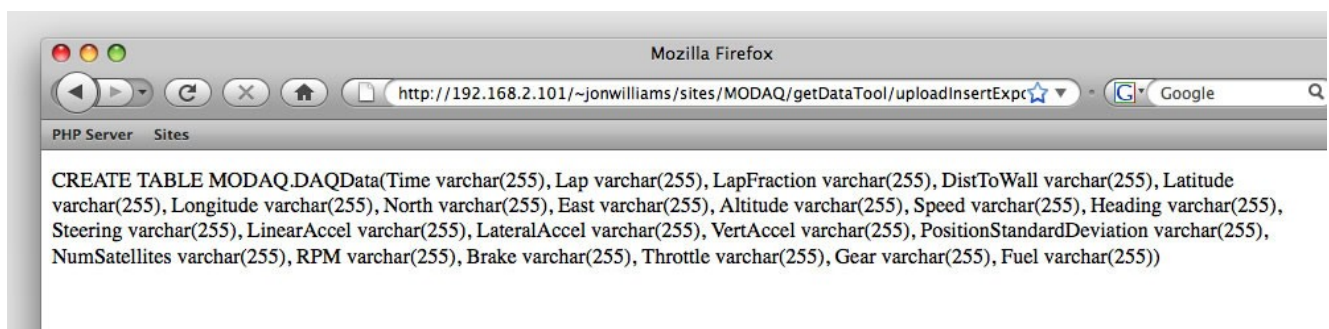 Mozilla Firefox
http://192.168.2.101/~jonwilliams/sites/MODAQ/getDataTool/uploadInsertExpo
G Google
PHP Server Sites
CREATE TABLE MODAQ.DAQData(Time varchar(255), Lap varchar(255), LapFraction varchar(255), DistToWall varchar(255), Latitude
varchar(255), Longitude varchar(255), North varchar(255), East varchar(255), Altitude varchar(255), Speed varchar(255), Heading varchar(255),
Steering varchar(255), LinearAccel varchar(255), LateralAccel varchar(255), VertAccel varchar(255), PositionStandardDeviation varchar(255),
NumSatellites varchar(255), RPM varchar(255), Brake varchar(255), Throttle varchar(255), Gear varchar(255), Fuel varchar(255))